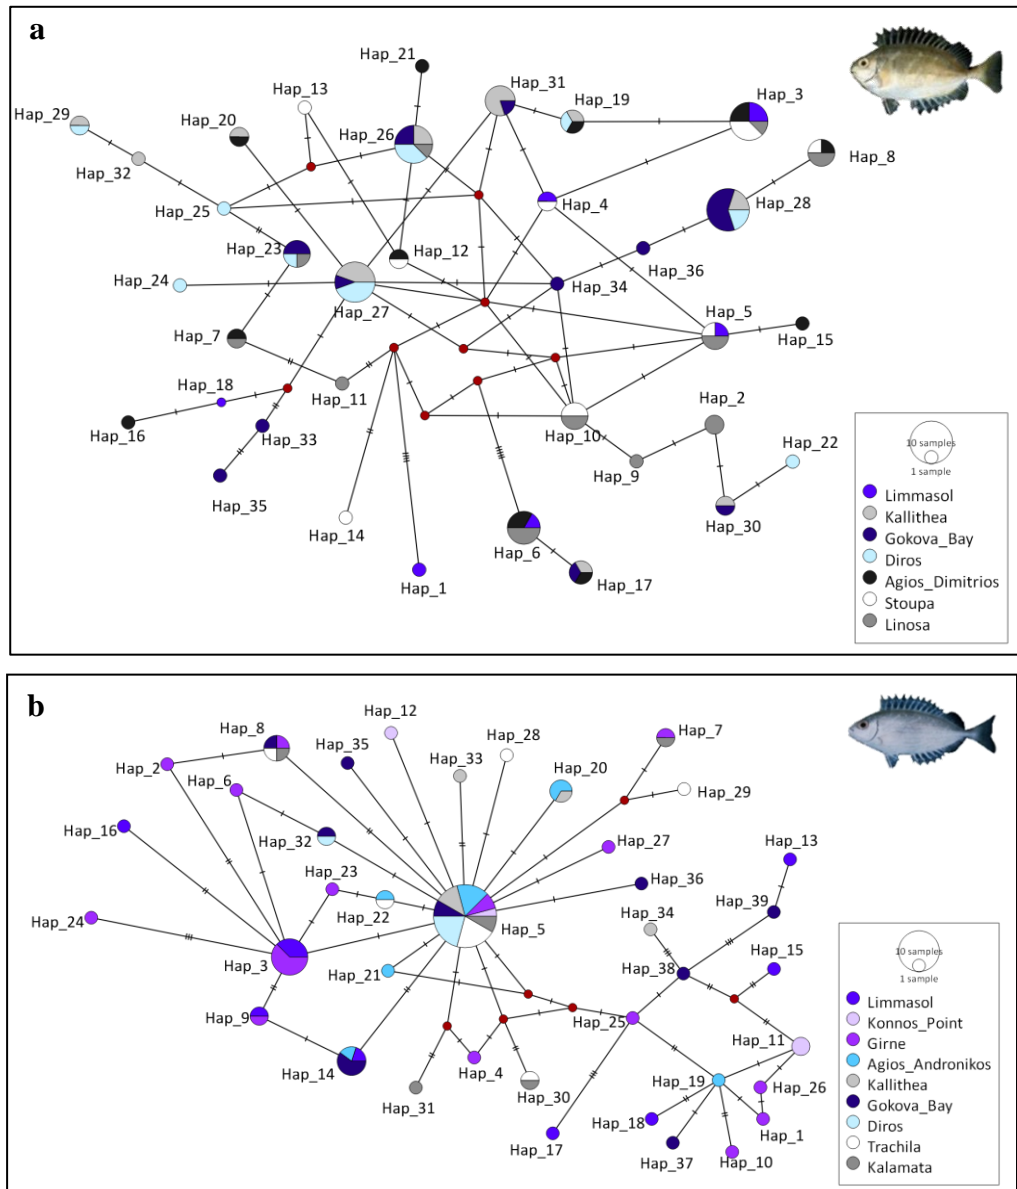 a
Hap_21
Hap_13
Hap_31
Hap_19
Hap_3
Hap_29
Hap_20
Hap_26
Hap_32
Hap_8
Hap_25
Hap_4
Hap_28
Hap_23
Hap_12
Hap_36
Hap_24
Hap_27
Hap_34
Hap_5
Hap_7
Hap_15
Hap_18
Hap_11
Hap_2
Hap_16
Hap_33
Hap_10
Hap_22
Hap_9
Hap_35
Hap_30
Hap_14
Hap_6
Hap_1
Hap_17
10 samples
1 sample
Limmasol
Kallithea
Gokova_Bay
Diros
Agios_Dimitrios
Stoupa
Linosa
b
Hap_12
Hap_8
Hap_35
Hap_28
Hap_7
Hap_2
Hap_33
Hap_20
Hap_6
Hap_29
Hap_16
Hap_32
Hap_27
Hap_13
Hap_23
Hap_36
Hap_22
Hap_39
Hap_24
Hap_5
Hap_34
Hap_3
Hap_15
Hap_21
Hap_38
Hap_9
Hap_25
Hap_11
Hap_14
Hap_4
Hap_19
Hap_26
Hap_31
Hap_30
Hap_18
Hap_1
Hap_17
Hap_37
Hap_10
10 samples
1 sample
Limmasol
Konnos_Point
Girne
Agios_Andronikos
Kallithea
Gokova_Bay
Diros
Trachila
Kalamata